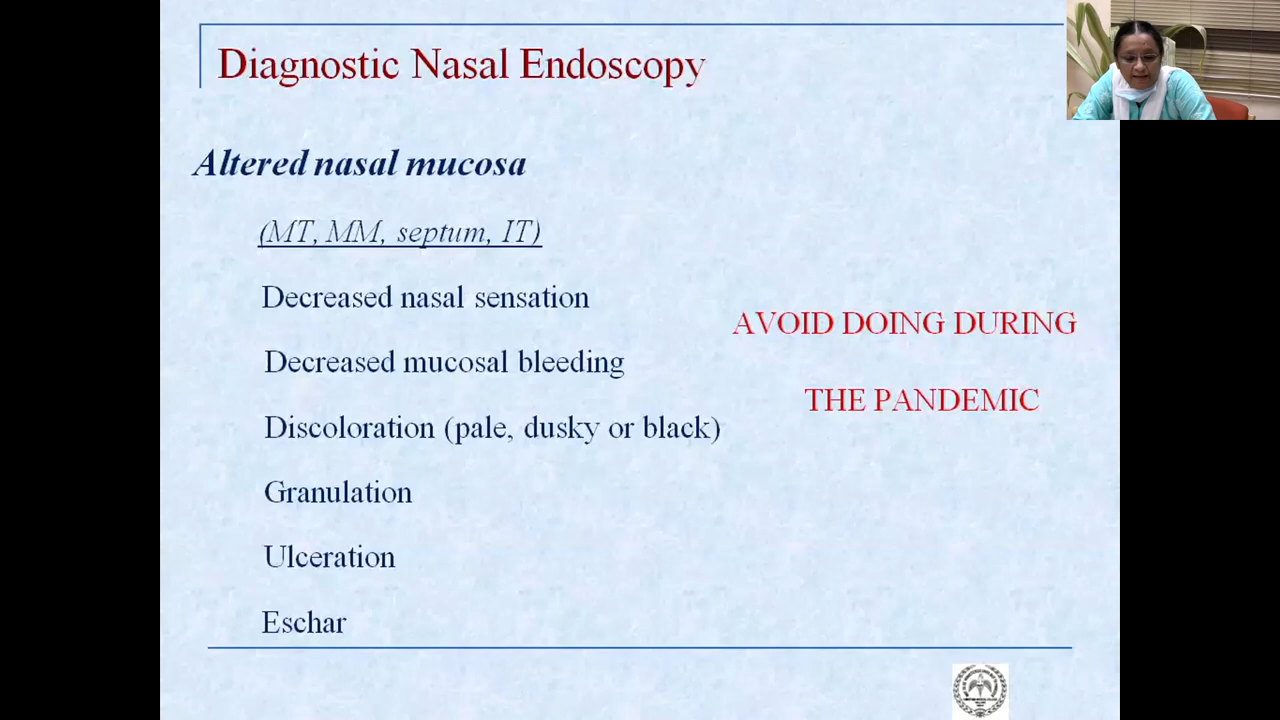 Diagnostic Nasal Endoscopy
Altered nasal mucosa
(MT, MM, septum, IT)
Decreased nasal sensation
Decreased mucosal bleeding
Discoloration (pale, dusky or black)
Granulation
Ulceration
Eschar
AVOID DOING DURING
THE PANDEMIC